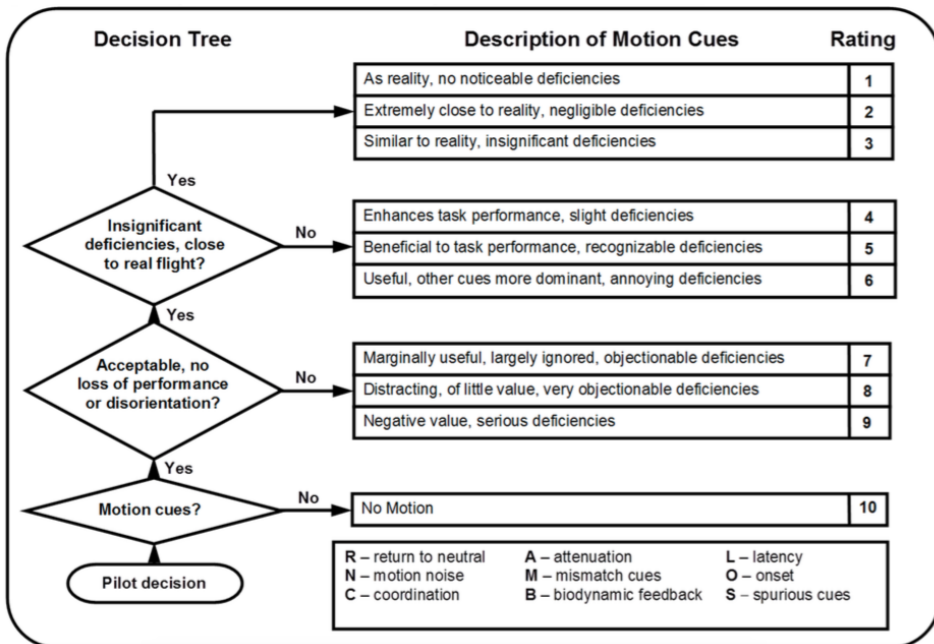 Decision Tree
Description of Motion Cues
Rating
As reality, no noticeable deficiencies 1
Extremely close to reality, negligible deficiencies 2
Similar to reality, insignificant deficiencies 3
Yes
Insignificant
deficiencies, close
to real flight?
No
Enhances task performance, slight deficiencies 4
Beneficial to task performance, recognizable deficiencies 5
Useful, other cues more dominant, annoying deficiencies 6
Yes
Acceptable, no
loss of performance
or disorientation?
No
Marginally useful, largely ignored, objectionable deficiencies 7
Distracting, of little value, very objectionable deficiencies 8
Negative value, serious deficiencies 9
Yes
Motion cues?
No
No Motion 10
Pilot decision
R – return to neutral A – attenuation L – latency
N – motion noise M – mismatch cues O – onset
C – coordination B – biodynamic feedback S – spurious cues